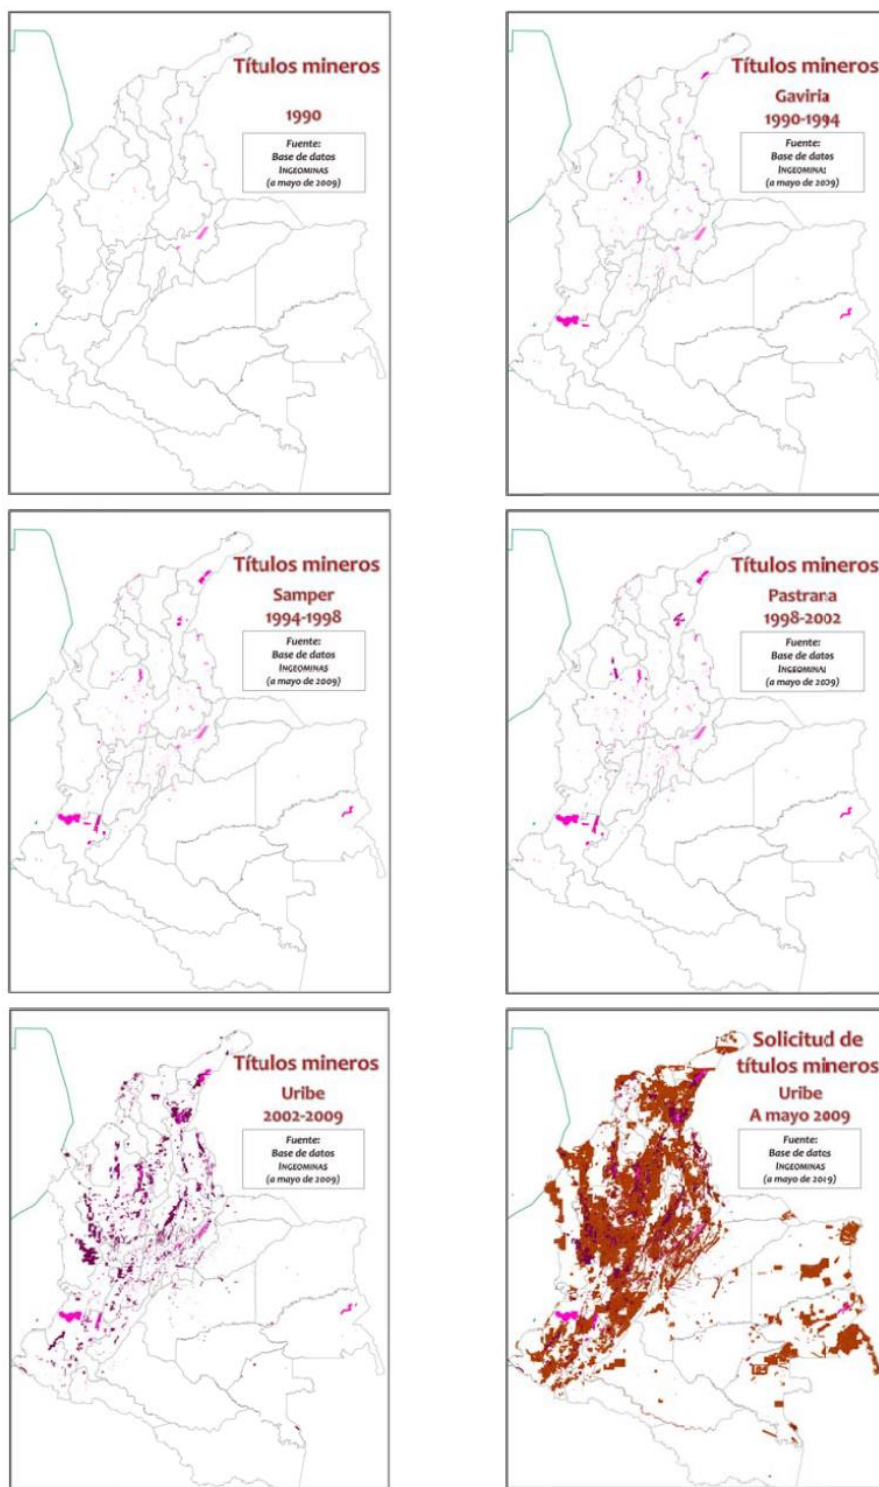 Títulos mineros
1990
Fuente:
Base de datos
INGEOMINAS
(a mayo de 2009)
Títulos mineros
Gaviria
1990-1994
Fuente:
Base de datos
INGEOMINAI
(a mayo de 2009)
Títulos mineros
Samper
1994-1998
Fuente:
Base de datos
INGEOMINAS
(a mayo de 2009)
Títulos mineros
Pastrana
1998-2002
Fuente:
Base de datos
INGEOMINAI
(a mayo de 2009)
Títulos mineros
Uribe
2002-2009
Fuente:
Base de datos
INGEOMINAS
(a mayo de 2009)
Solicitud de
títulos mineros
Uribe
A mayo 2009
Fuente:
Base de datos
INGEOMINAS
(a mayo de 2019)